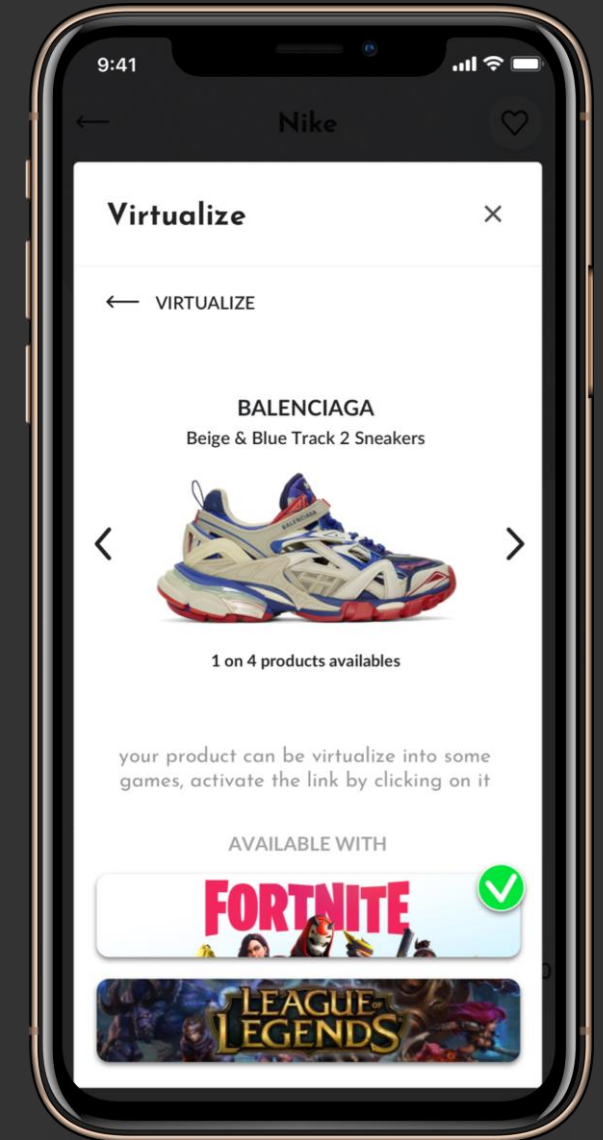 9:41
Nike
Virtualize
VIRTUALIZE
BALENCIAGA
Beige & Blue Track 2 Sneakers
BALENCIAGA
1 on 4 products availables
your product can be virtualize into some
games, activate the link by clicking on it
AVAILABLE WITH
FORTNITE
LEAGUE OF
LEGENDS